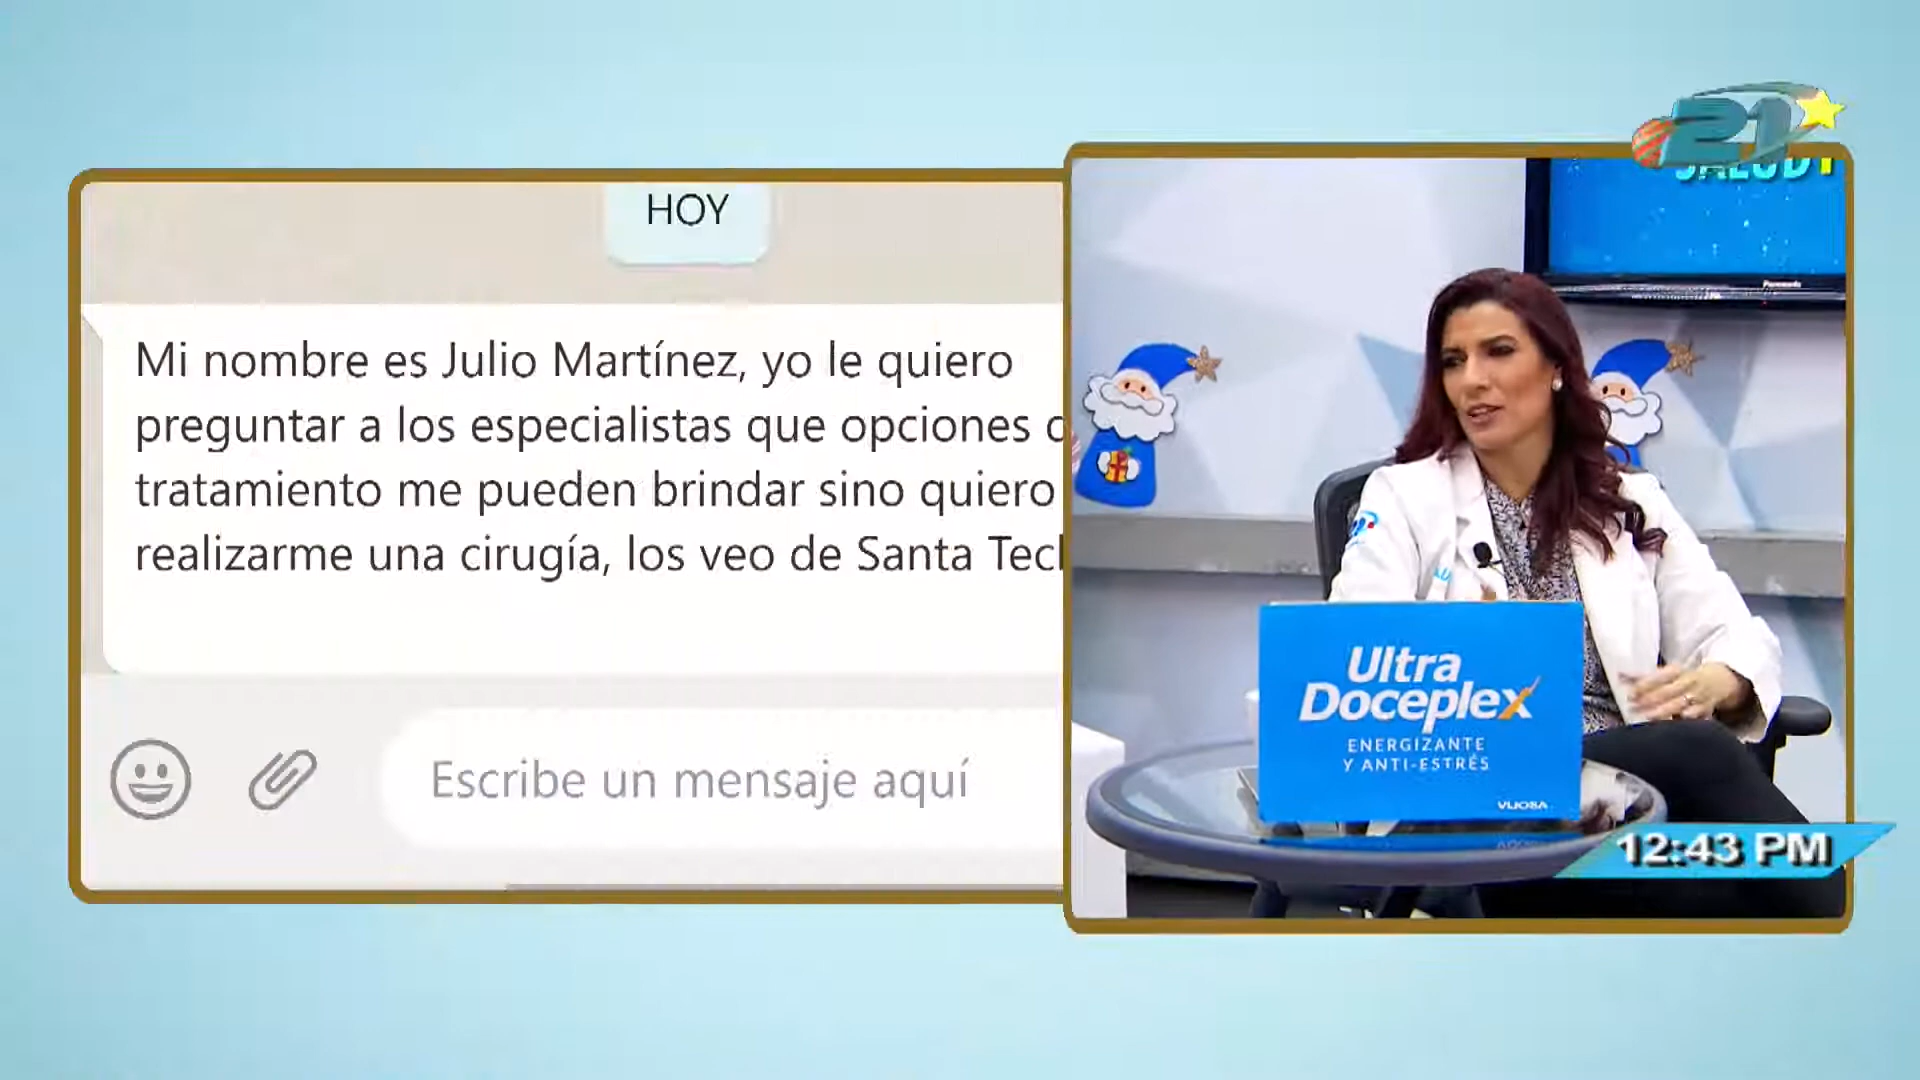 HOY
Mi nombre es Julio Martínez, yo le quiero
preguntar a los especialistas que opciones
tratamiento me pueden brindar sino quiero
realizarme una cirugía, los veo de Santa
Escribe un mensaje aquí
21
SALUD
Ultra
Doceplex
ENERGIZANTE
Y ANTI-ESTRÉS
VIJOSA
12:43 PM